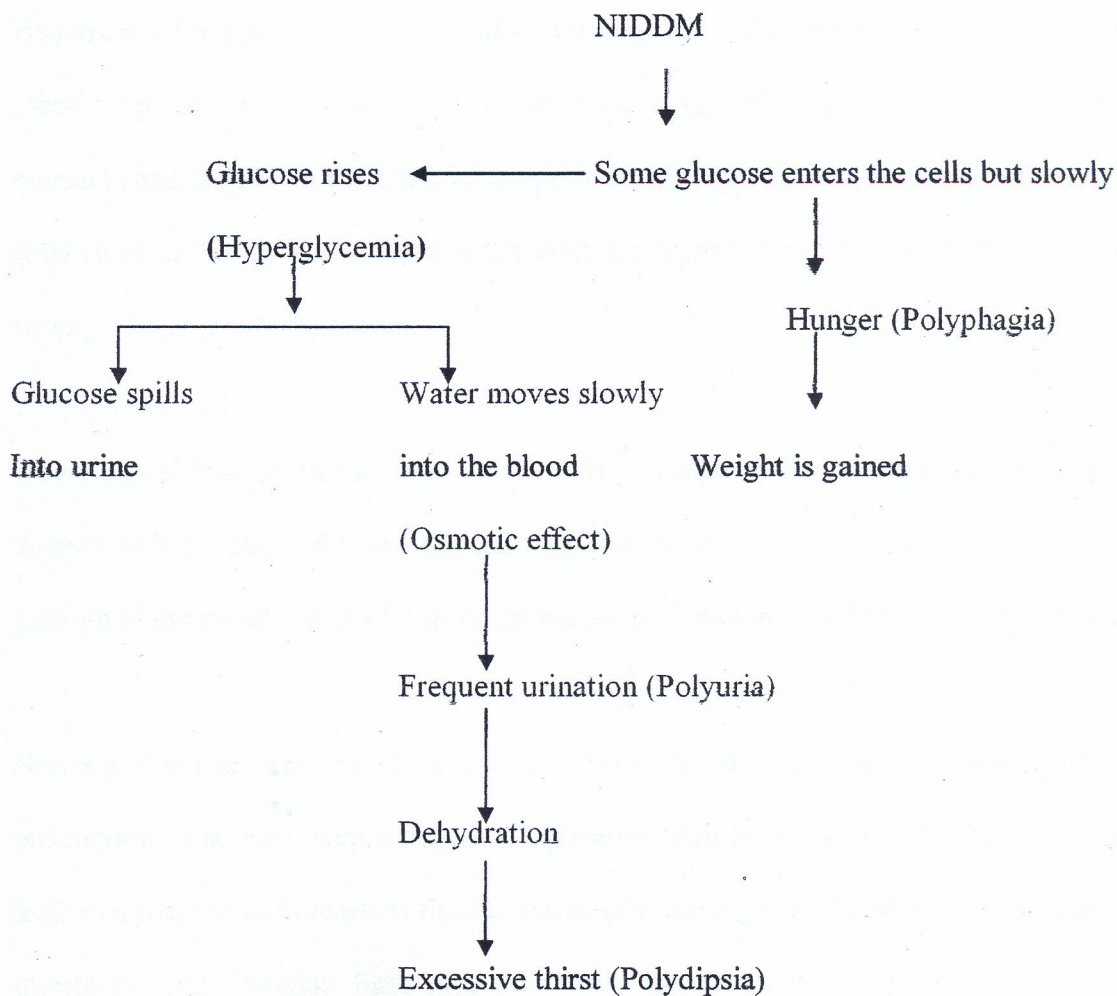 NIDDM
Glucose rises
Some glucose enters the cells but slowly
(Hyperglycemia)
Hunger (Polyphagia)
Glucose spills
Into urine
Water moves slowly
into the blood
(Osmotic effect)
Weight is gained
Frequent urination (Polyuria)
Dehydration
Excessive thirst (Polydipsia)